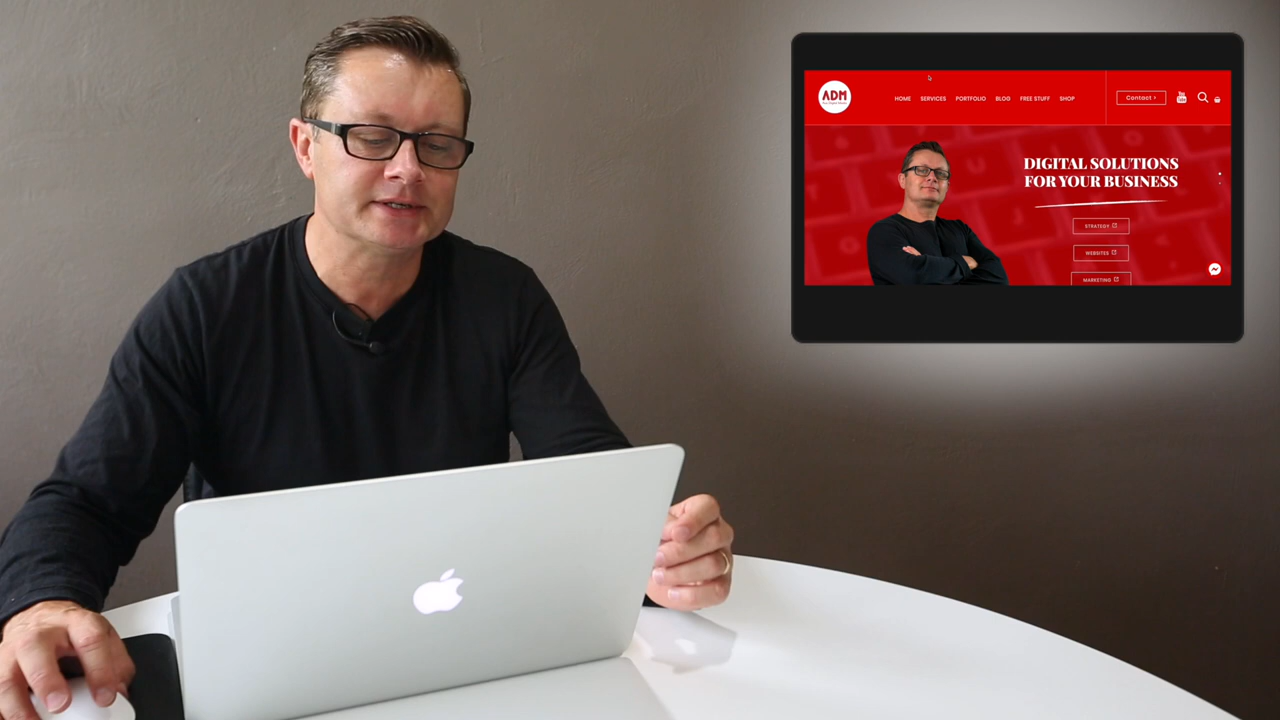 ADM
HOME SERVICES PORTFOLIO BLOG FREE STUFF SHOP
Contact >
DIGITAL SOLUTIONS
FOR YOUR BUSINESS
STRATEGY
WEBSITES
MARKETING